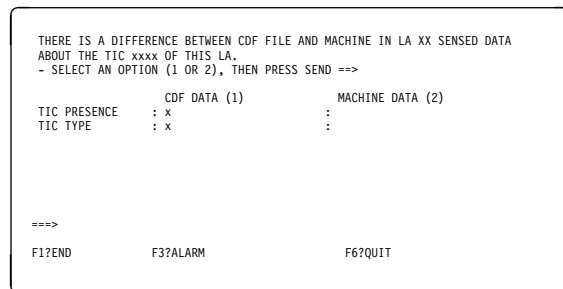 THERE IS A DIFFERENCE BETWEEN CDF FILE AND MACHINE IN LA XX SENSED DATA
ABOUT THE TIC xxxx OF THIS LA.
- SELECT AN OPTION (1 OR 2), THEN PRESS SEND ==>
CDF DATA (1) MACHINE DATA (2)
TIC PRESENCE : x :
TIC TYPE : x :
===>
F1?END F3?ALARM F6?QUIT